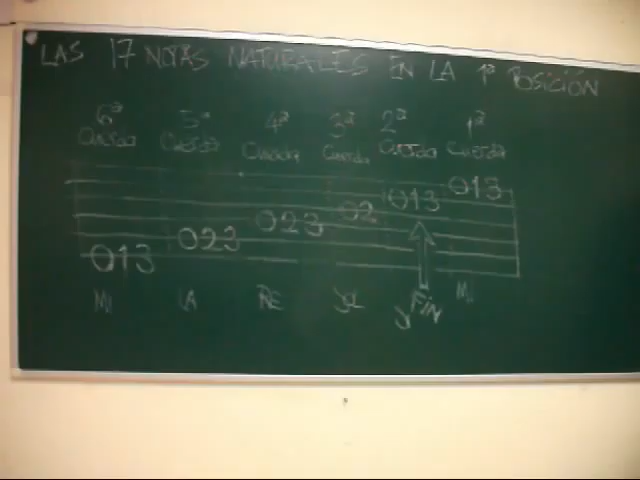 LAS 17 NOTAS NATURALES EN LA 1ª POSICIÓN
6ª 5ª 4ª 3ª 2ª 1ª
Cuerda Cuerda Cuerda Cuerda Cuerda Cuerda
013 023 023 02 013 013
MI LA RE SOL FIN MI